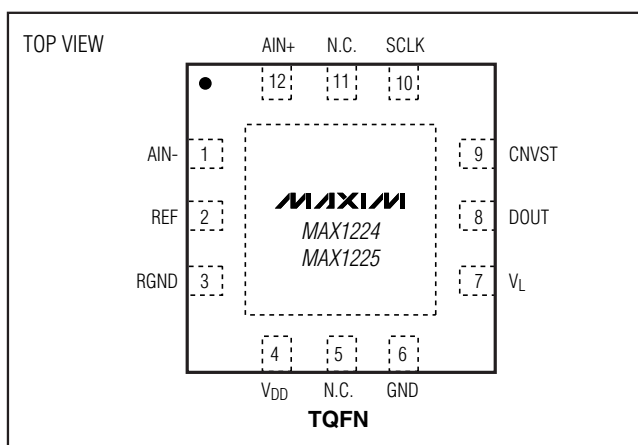 TOP VIEW
AIN+ N.C. SCLK
12 11 10
AIN- 1 9 CNVST
MAXIM
REF 2 8 DOUT
MAX1224
MAX1225
RGND 3 7 VL
4 5 6
VDD N.C. GND
TQFN